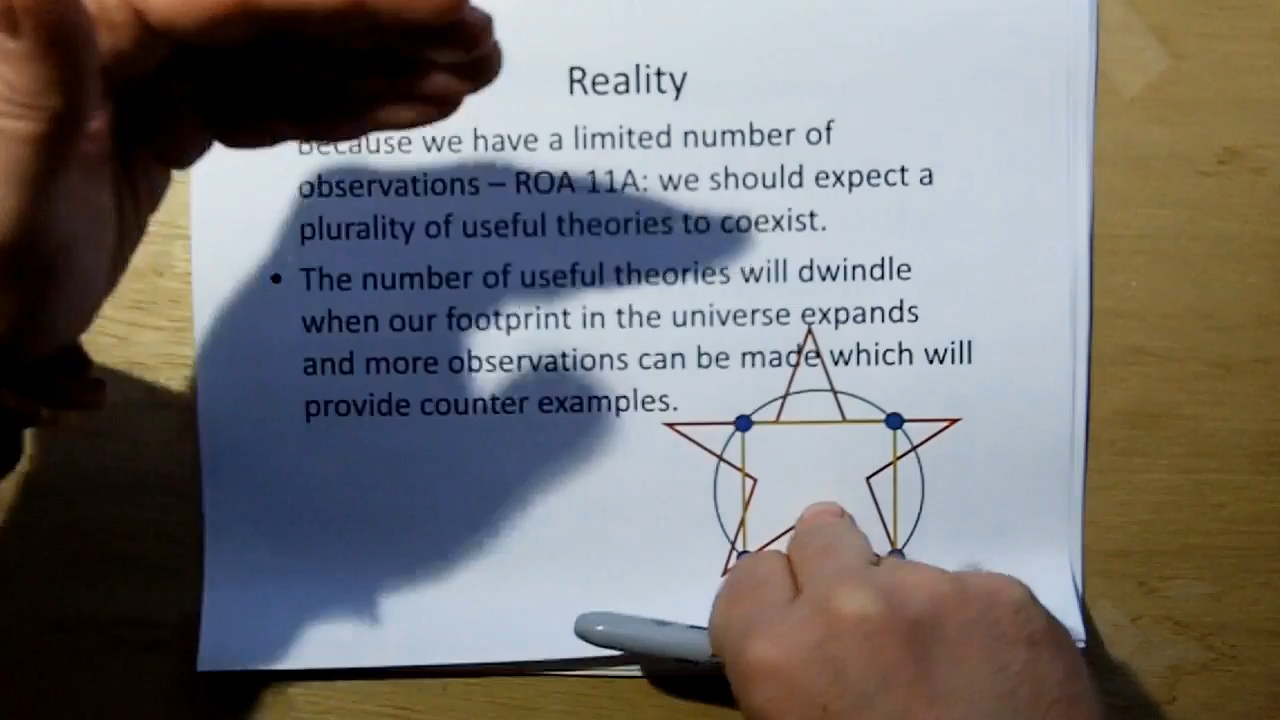 Reality
Because we have a limited number of
observations – ROA 11A: we should expect a
plurality of useful theories to coexist.
• The number of useful theories will dwindle
when our footprint in the universe expands
and more observations can be made which will
provide counter examples.